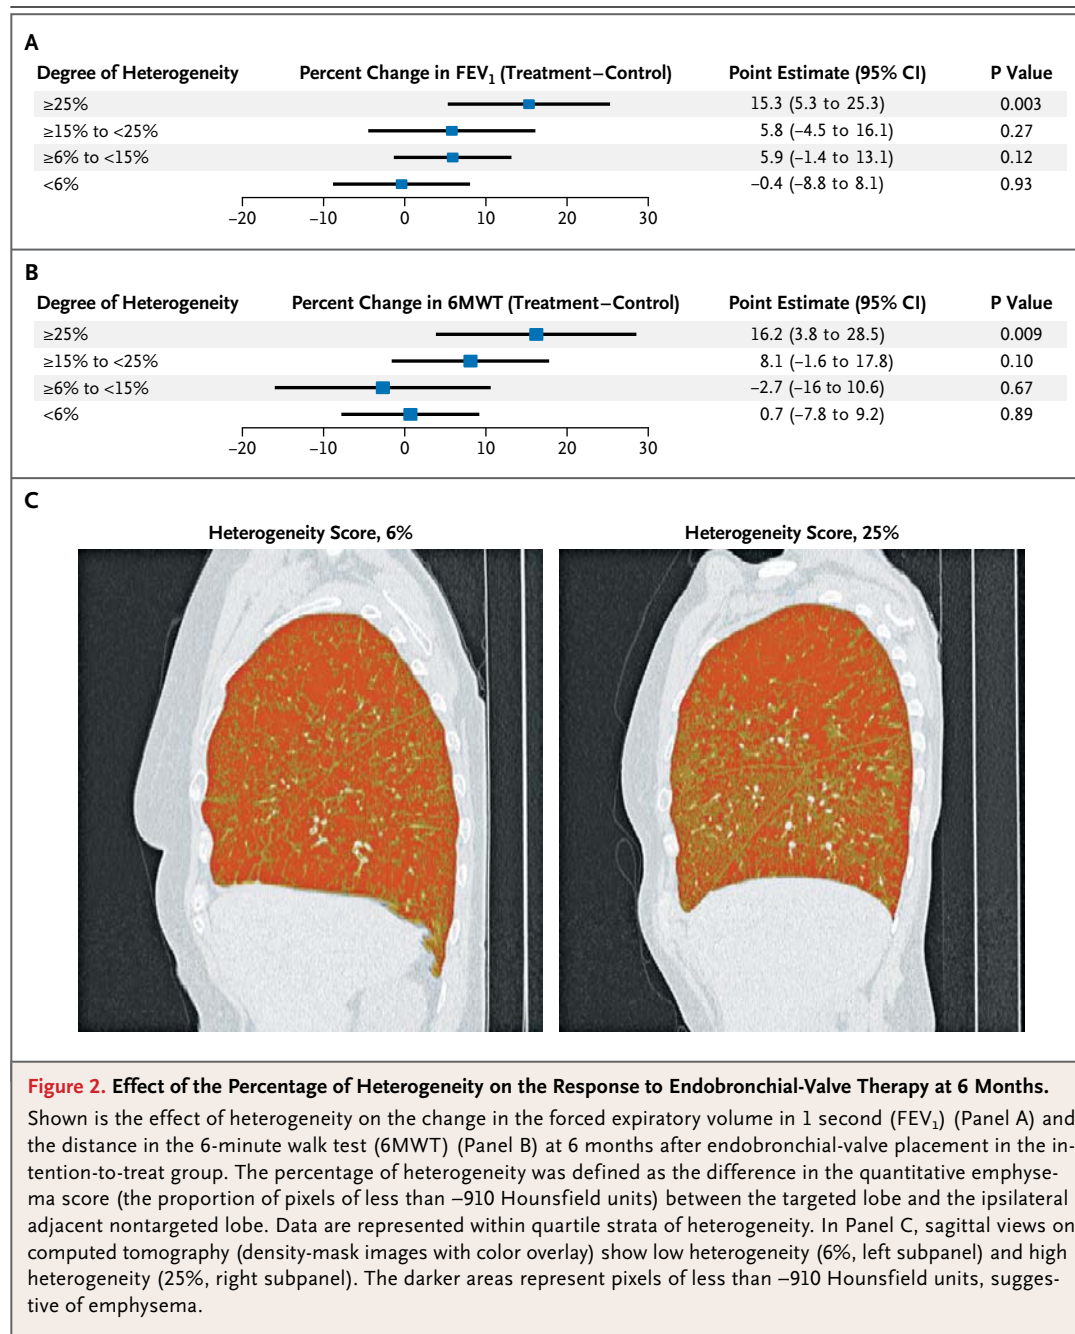 A
Degree of Heterogeneity Percent Change in FEV₁ (Treatment–Control) Point Estimate (95% CI) P Value
≥25% 15.3 (5.3 to 25.3) 0.003
≥15% to <25% 5.8 (–4.5 to 16.1) 0.27
≥6% to <15% 5.9 (–1.4 to 13.1) 0.12
<6% –0.4 (–8.8 to 8.1) 0.93
–20 –10 0 10 20 30
B
Degree of Heterogeneity Percent Change in 6MWT (Treatment–Control) Point Estimate (95% CI) P Value
≥25% 16.2 (3.8 to 28.5) 0.009
≥15% to <25% 8.1 (–1.6 to 17.8) 0.10
≥6% to <15% –2.7 (–16 to 10.6) 0.67
<6% 0.7 (–7.8 to 9.2) 0.89
–20 –10 0 10 20 30
C
Heterogeneity Score, 6% Heterogeneity Score, 25%
Figure 2. Effect of the Percentage of Heterogeneity on the Response to Endobronchial-Valve Therapy at 6 Months.
Shown is the effect of heterogeneity on the change in the forced expiratory volume in 1 second (FEV₁) (Panel A) and
the distance in the 6-minute walk test (6MWT) (Panel B) at 6 months after endobronchial-valve placement in the in-
tention-to-treat group. The percentage of heterogeneity was defined as the difference in the quantitative emphyse-
ma score (the proportion of pixels of less than –910 Hounsfield units) between the targeted lobe and the ipsilateral
adjacent nontargeted lobe. Data are represented within quartile strata of heterogeneity. In Panel C, sagittal views on
computed tomography (density-mask images with color overlay) show low heterogeneity (6%, left subpanel) and high
heterogeneity (25%, right subpanel). The darker areas represent pixels of less than –910 Hounsfield units, sugges-
tive of emphysema.